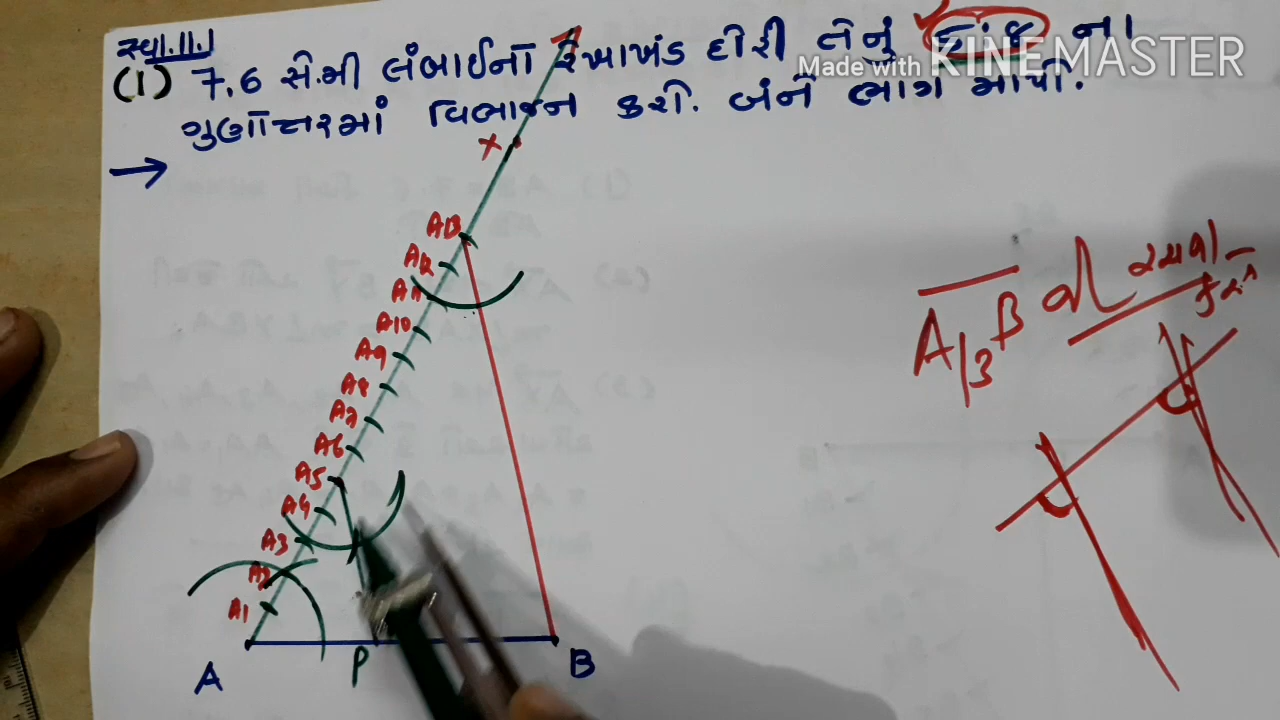 સ્વા.11.1
(1) 7.6 સે.મી લંબાઈનો રેખાખંડ દોરી તેનું ના
ગુણોત્તરમાં વિભાજન કરો. બંને ભાગ માપો.
→
Made with KINEMASTER
A13
A12
A11
A10
A9
A8
A7
A6
A5
A4
A3
A2
A1
A P B
A13B ની